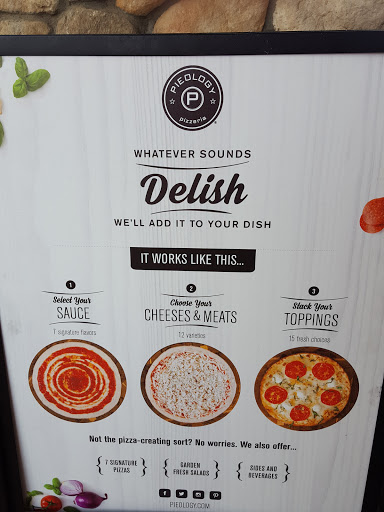 PIEOLOGY
P
pizzeria
WHATEVER SOUNDS
Delish
WE'LL ADD IT TO YOUR DISH
IT WORKS LIKE THIS...
1
Select Your
SAUCE
7 signature flavors
2
Choose Your
CHEESES & MEATS
12 varieties
3
Stack Your
TOPPINGS
15 fresh choices
Not the pizza-creating sort? No worries. We also offer...
7 SIGNATURE
PIZZAS
GARDEN
FRESH SALADS
SIDES AND
BEVERAGES
PIEOLOGY.COM